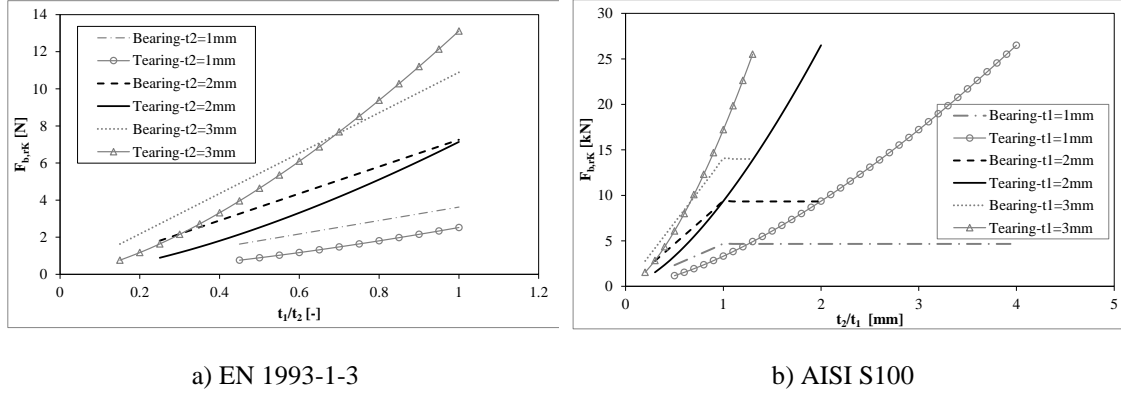 14
12
10
8
6
4
2
0
F_b,rK [N]
Bearing-t2=1mm
Tearing-t2=1mm
Bearing-t2=2mm
Tearing-t2=2mm
Bearing-t2=3mm
Tearing-t2=3mm
0 0.2 0.4 0.6 0.8 1 1.2
t1/t2 [-]
a) EN 1993-1-3
30
25
20
15
10
5
0
F_b,rK [kN]
Bearing-t1=1mm
Tearing-t1=1mm
Bearing-t1=2mm
Tearing-t1=2mm
Bearing-t1=3mm
Tearing-t1=3mm
0 1 2 3 4 5
t2/t1 [mm]
b) AISI S100